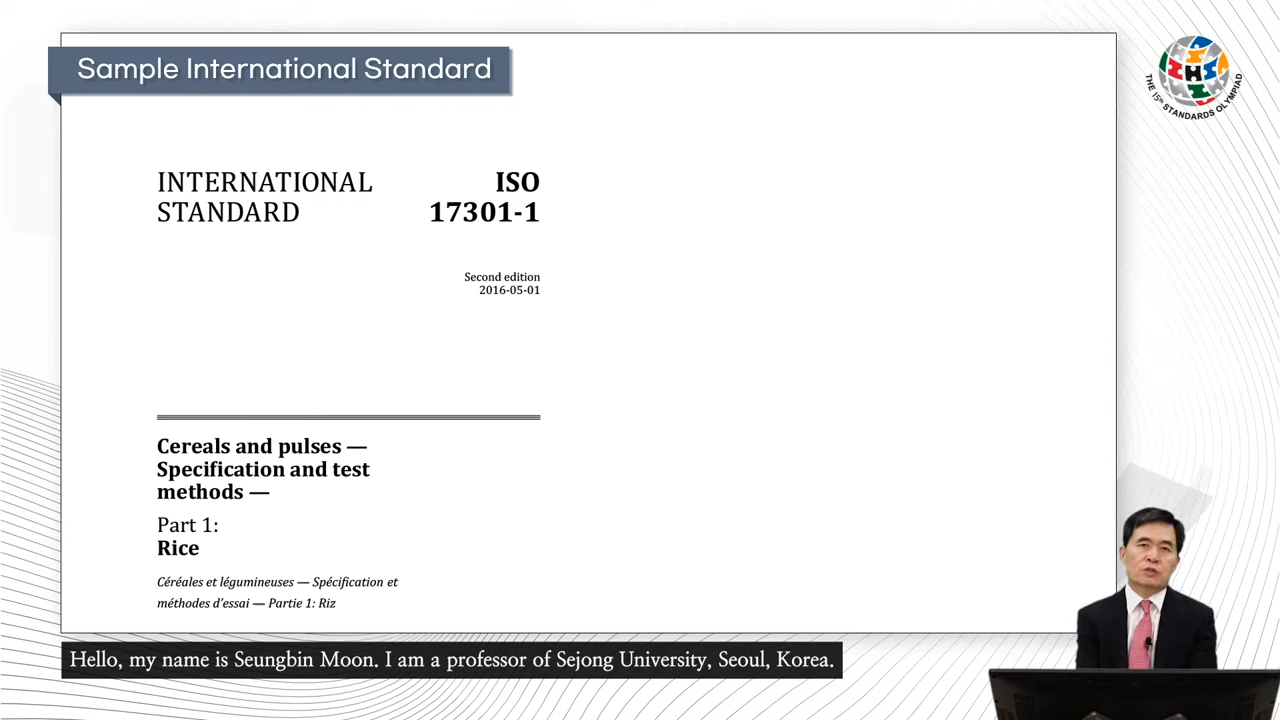 Sample International Standard
THE 15th STANDARDS OLYMPIAD
INTERNATIONAL
STANDARD
ISO
17301-1
Second edition
2016-05-01
Cereals and pulses —
Specification and test
methods —
Part 1:
Rice
Céréales et légumineuses — Spécification et
méthodes d'essai — Partie 1: Riz
Hello, my name is Seungbin Moon. I am a professor of Sejong University, Seoul, Korea.